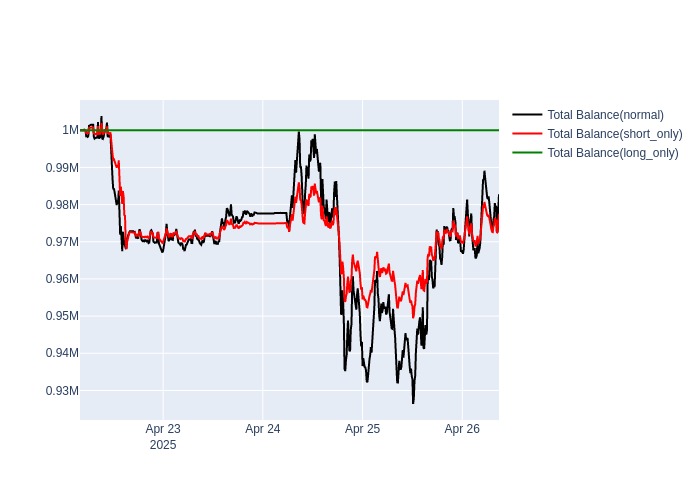 Total Balance(normal)
Total Balance(short_only)
Total Balance(long_only)
1M
0.99M
0.98M
0.97M
0.96M
0.95M
0.94M
0.93M
Apr 23
2025
Apr 24
Apr 25
Apr 26